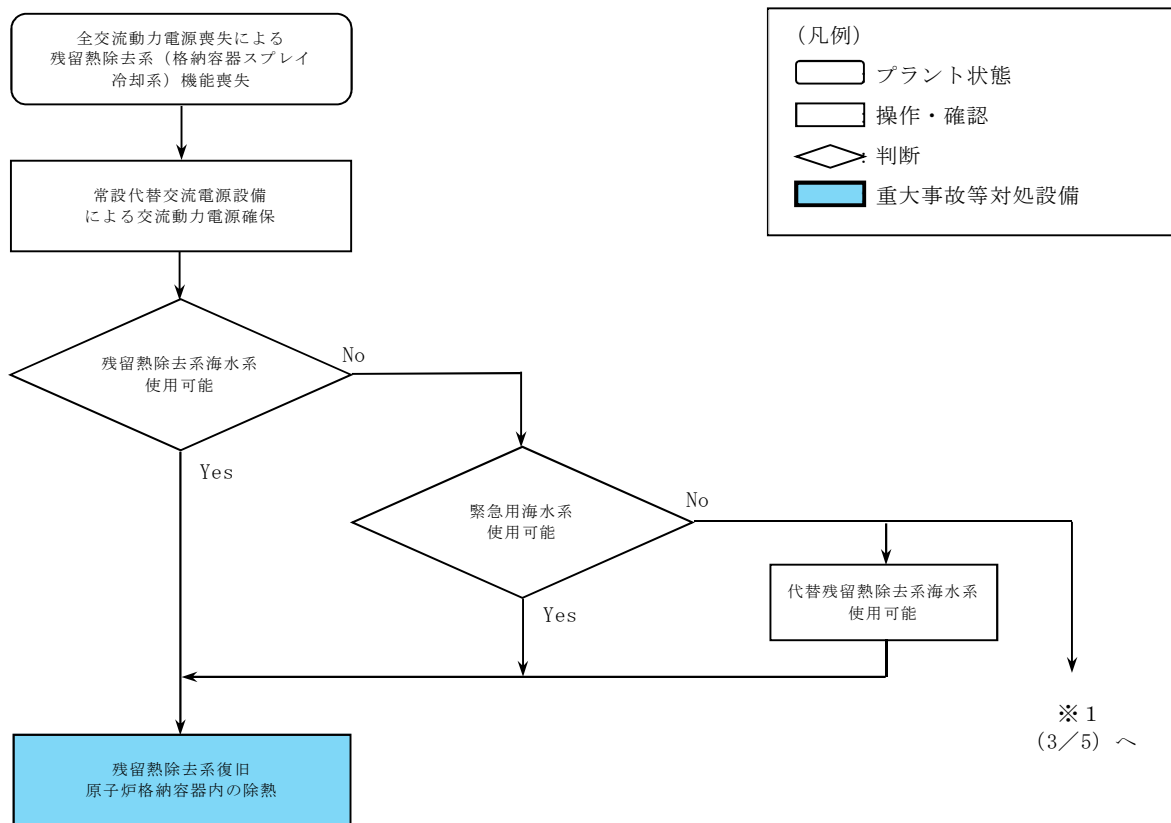 全交流動力電源喪失による
残留熱除去系（格納容器スプレイ
冷却系）機能喪失
常設代替交流電源設備
による交流動力電源確保
残留熱除去系海水系
使用可能
No
Yes
緊急用海水系
使用可能
No
Yes
代替残留熱除去系海水系
使用可能
※１
(3／5) へ
残留熱除去系復旧
原子炉格納容器内の除熱
(凡例)
: プラント状態
: 操作・確認
: 判断
: 重大事故等対処設備